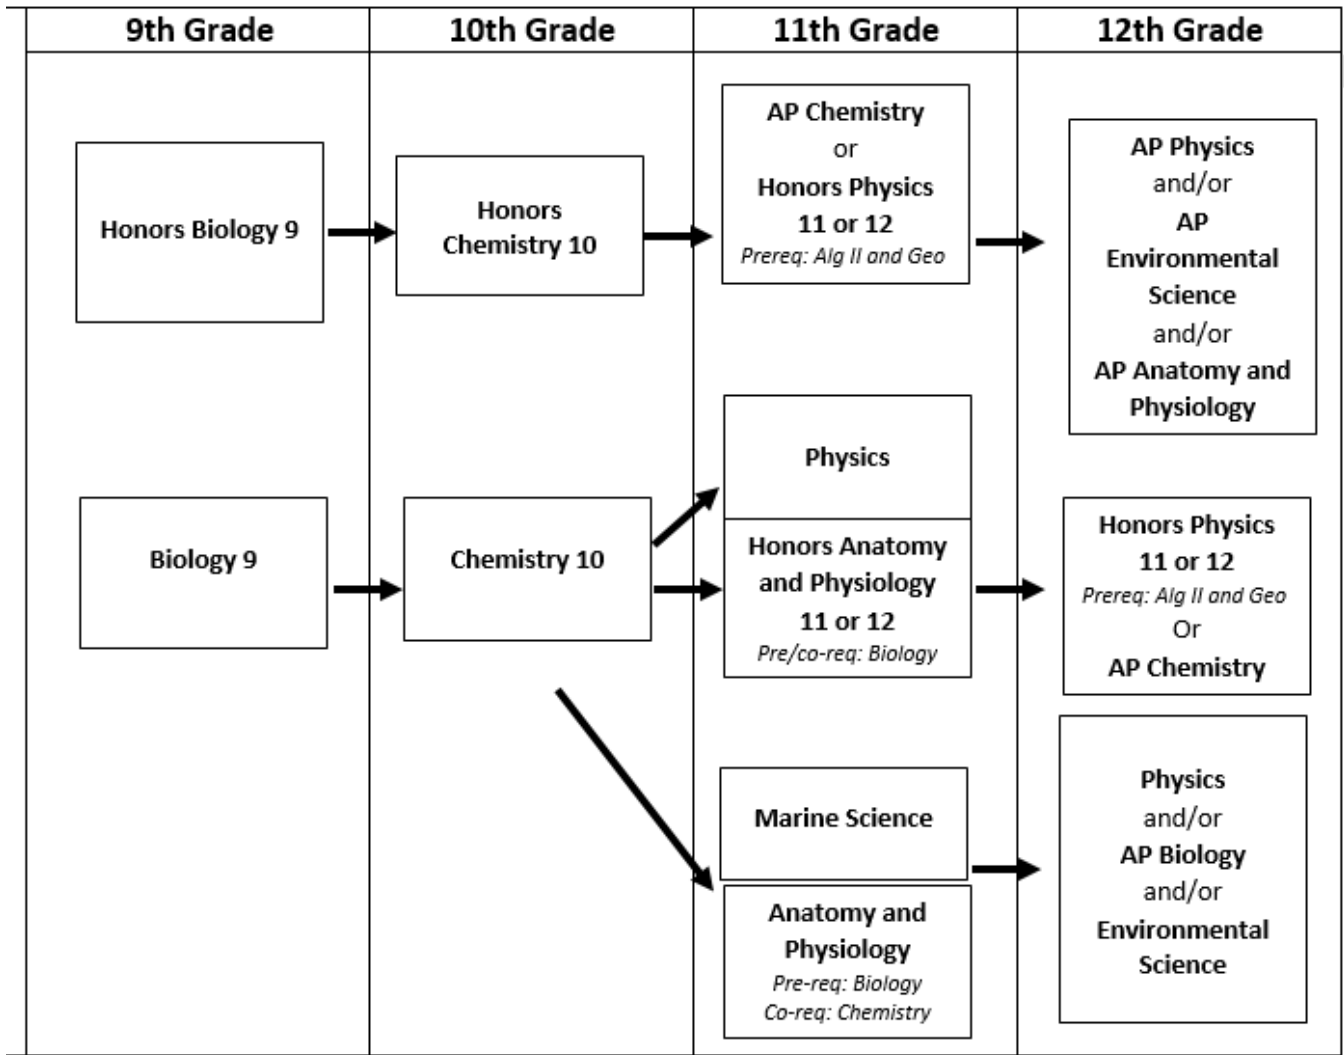 9th Grade
10th Grade
11th Grade
12th Grade
Honors Biology 9
Honors
Chemistry 10
AP Chemistry
or
Honors Physics
11 or 12
Prereq: Alg II and Geo
AP Physics
and/or
AP
Environmental
Science
and/or
AP Anatomy and
Physiology
Biology 9
Chemistry 10
Physics
Honors Anatomy
and Physiology
11 or 12
Pre/co-req: Biology
Honors Physics
11 or 12
Prereq: Alg II and Geo
Or
AP Chemistry
Marine Science
Anatomy and
Physiology
Pre-req: Biology
Co-req: Chemistry
Physics
and/or
AP Biology
and/or
Environmental
Science